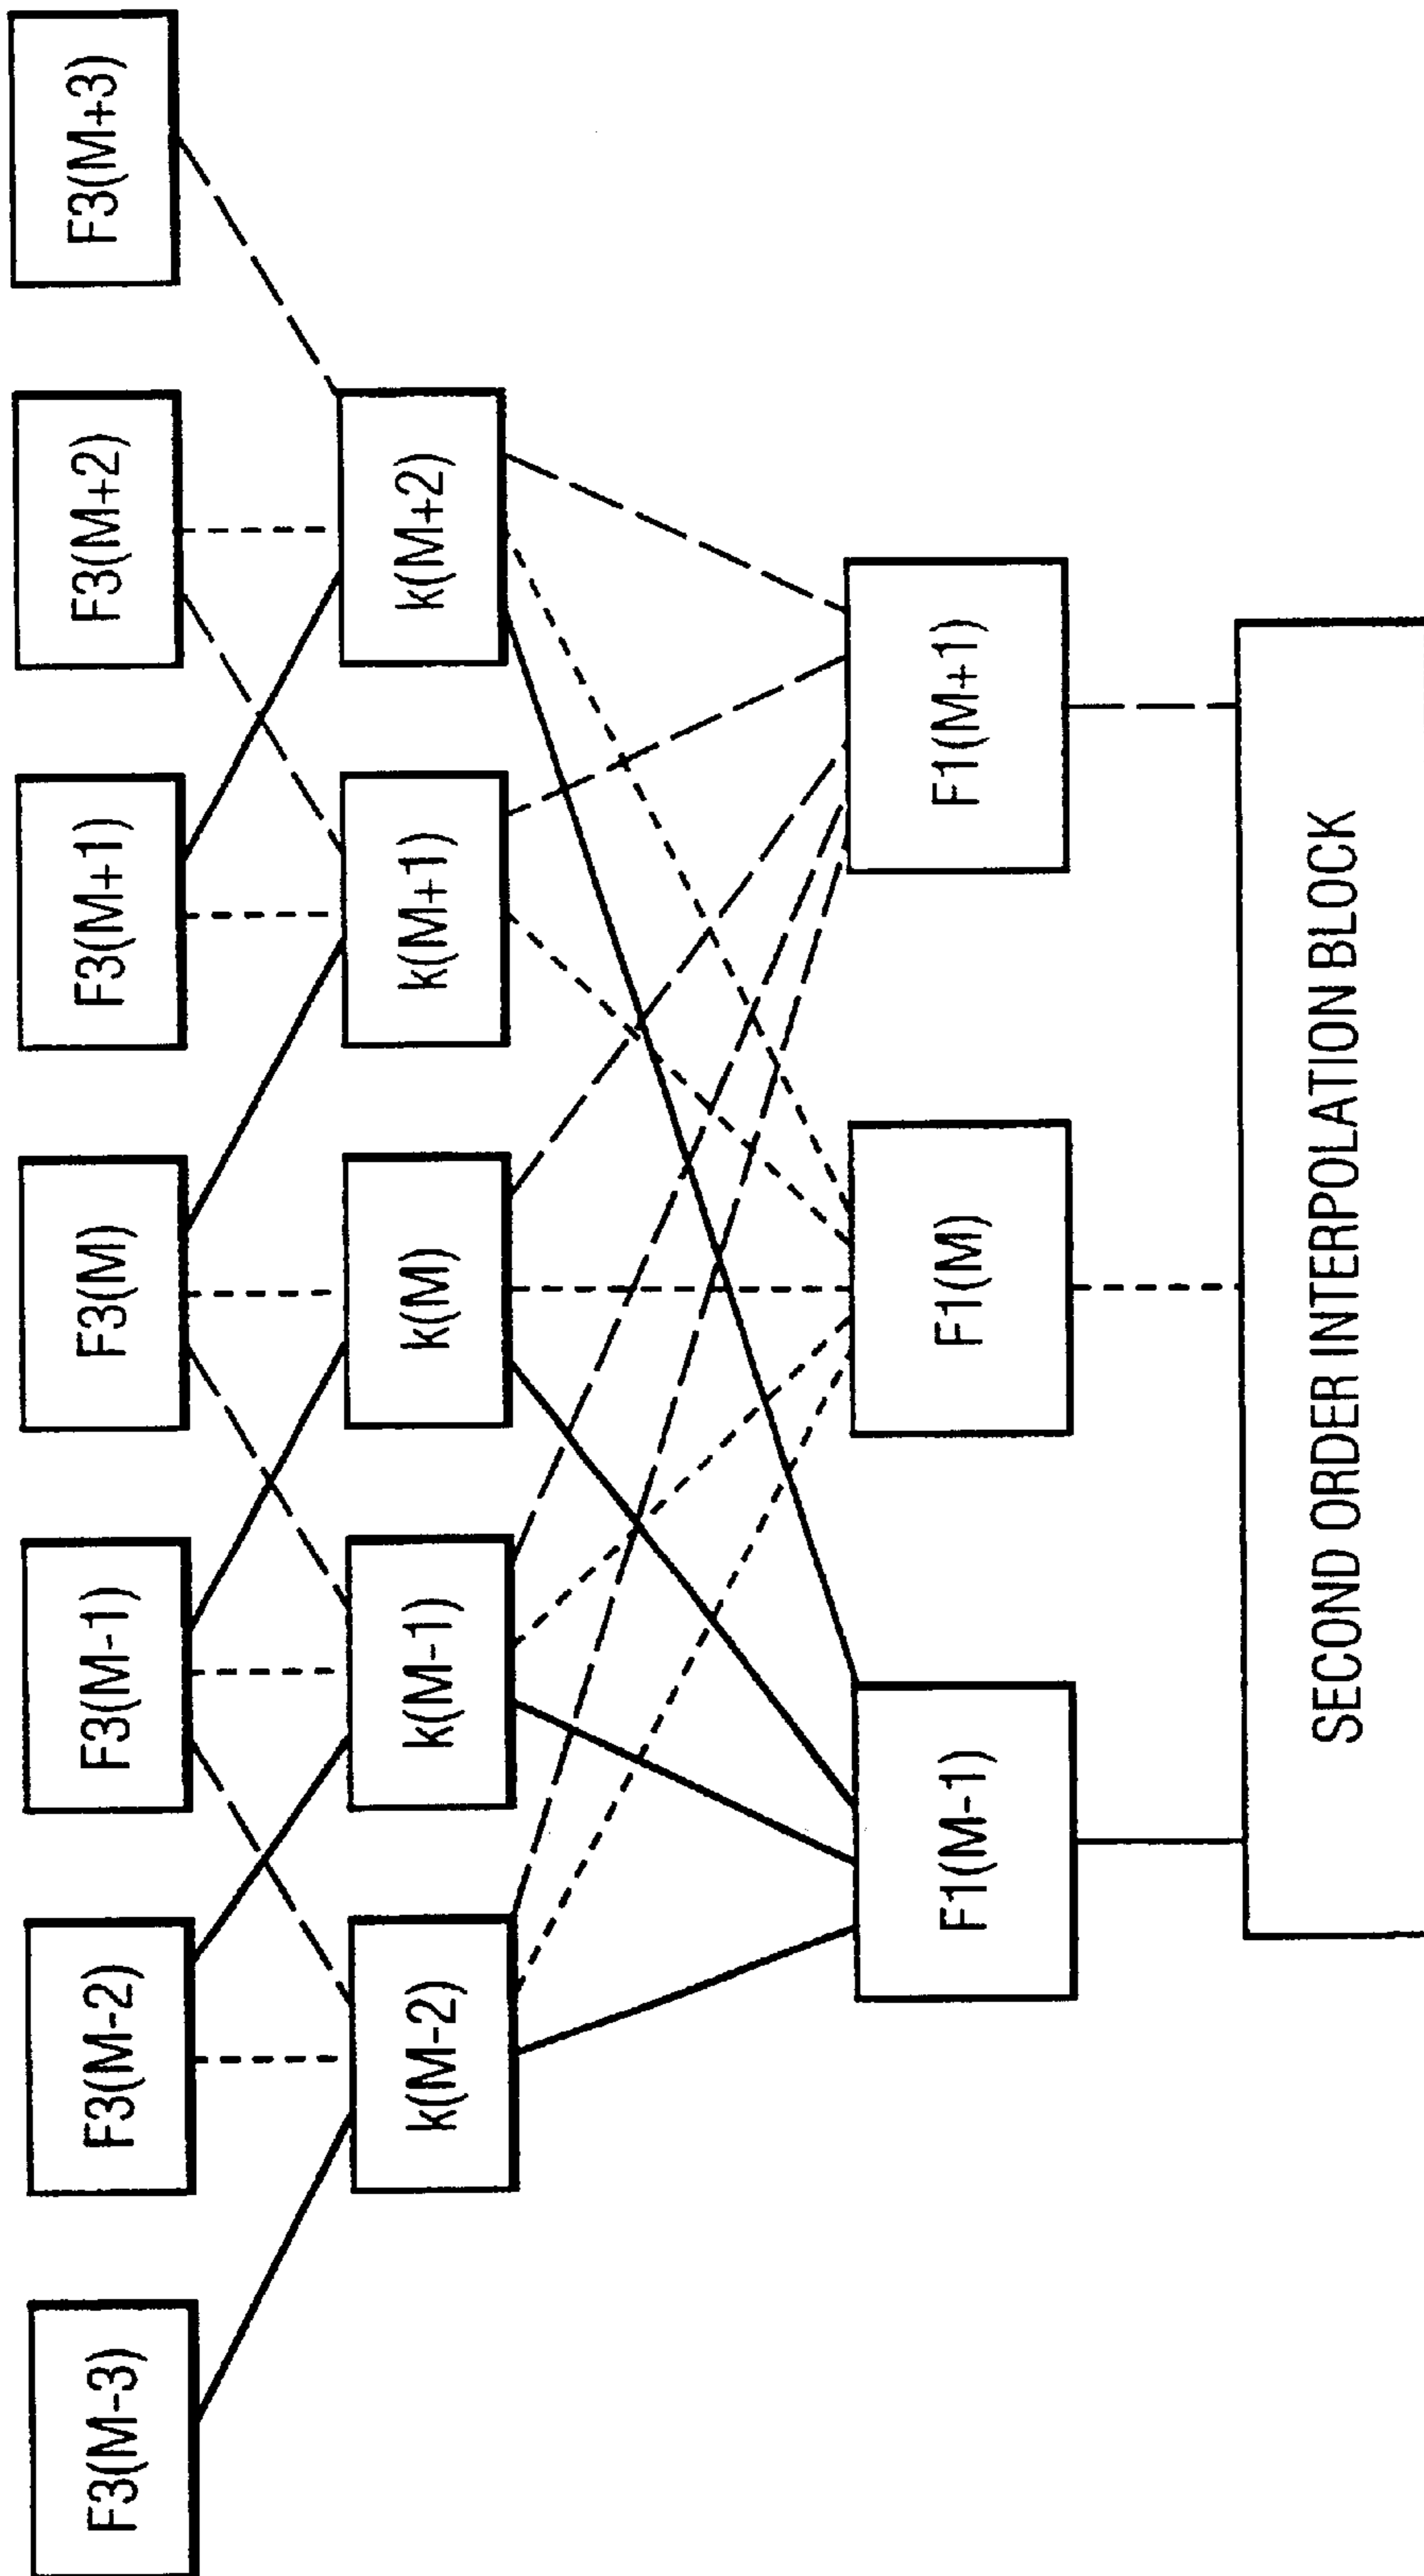 F3(M-3)
F3(M-2)
F3(M-1)
F3(M)
F3(M+1)
F3(M+2)
F3(M+3)
k(M-2)
k(M-1)
k(M)
k(M+1)
k(M+2)
F1(M-1)
F1(M)
F1(M+1)
SECOND ORDER INTERPOLATION BLOCK